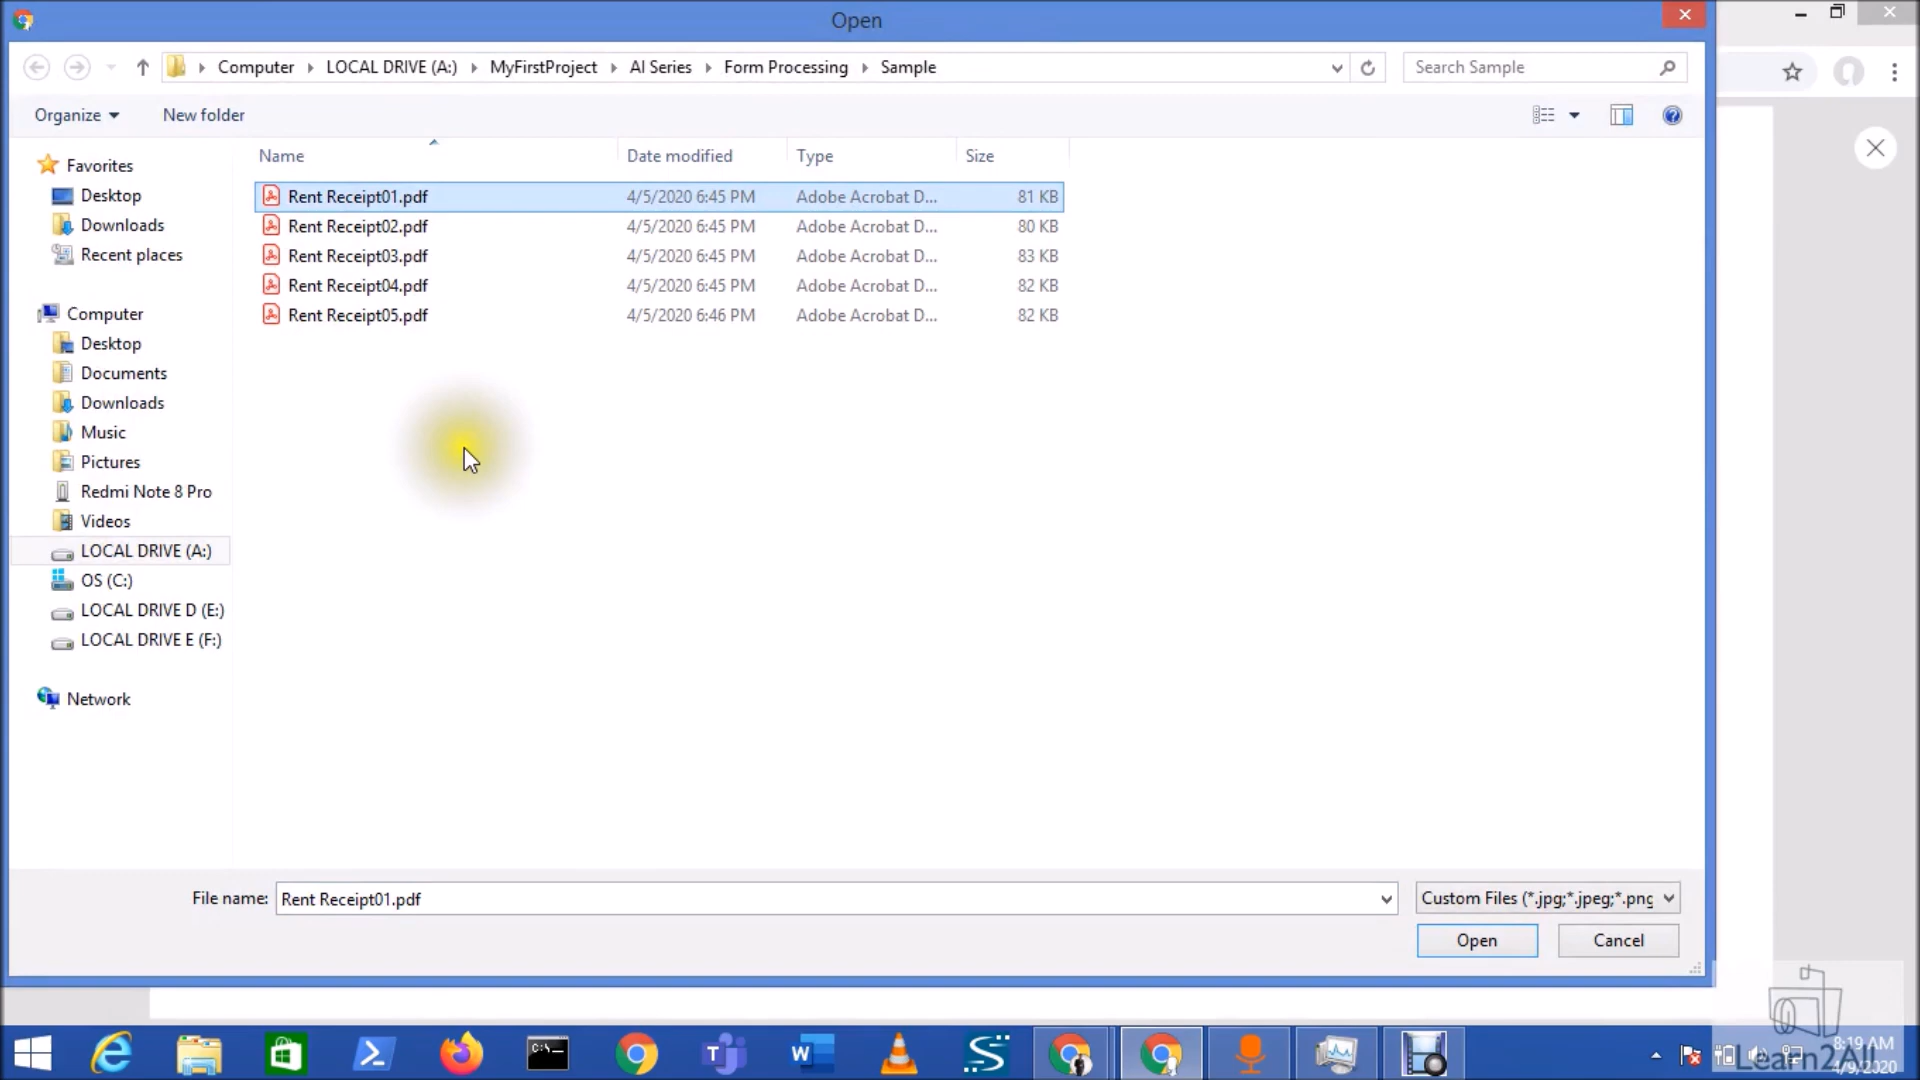 Open
Computer LOCAL DRIVE (A:) MyFirstProject AI Series Form Processing Sample
Search Sample
Organize New folder
Name Date modified Type Size
Rent Receipt01.pdf 4/5/2020 6:45 PM Adobe Acrobat D... 81 KB
Rent Receipt02.pdf 4/5/2020 6:45 PM Adobe Acrobat D... 80 KB
Rent Receipt03.pdf 4/5/2020 6:45 PM Adobe Acrobat D... 83 KB
Rent Receipt04.pdf 4/5/2020 6:45 PM Adobe Acrobat D... 82 KB
Rent Receipt05.pdf 4/5/2020 6:46 PM Adobe Acrobat D... 82 KB
Favorites
Desktop
Downloads
Recent places
Computer
Desktop
Documents
Downloads
Music
Pictures
Redmi Note 8 Pro
Videos
LOCAL DRIVE (A:)
OS (C:)
LOCAL DRIVE D (E:)
LOCAL DRIVE E (F:)
Network
File name: Rent Receipt01.pdf
Custom Files (*.jpg;*.jpeg;*.png
Open Cancel
8:19 AM
Learn2All
4/9/2020